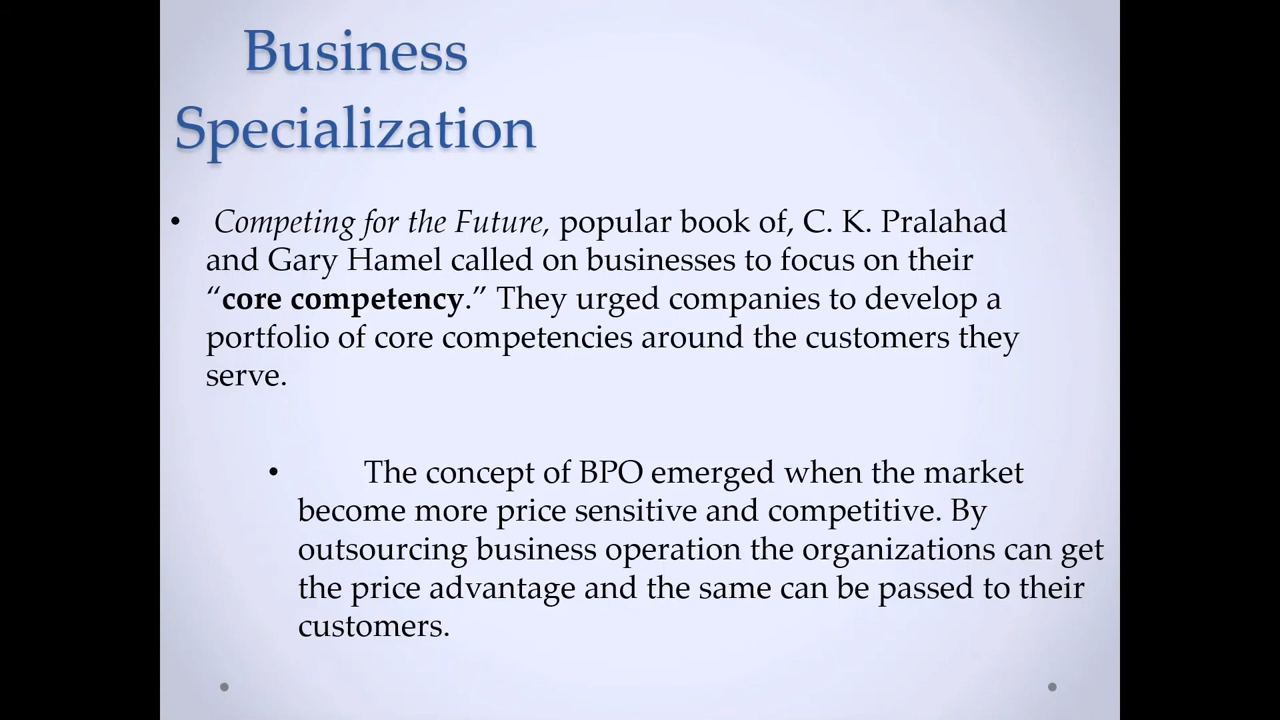 Business
Specialization
• Competing for the Future, popular book of, C. K. Pralahad
and Gary Hamel called on businesses to focus on their
“core competency.” They urged companies to develop a
portfolio of core competencies around the customers they
serve.
• The concept of BPO emerged when the market
become more price sensitive and competitive. By
outsourcing business operation the organizations can get
the price advantage and the same can be passed to their
customers.